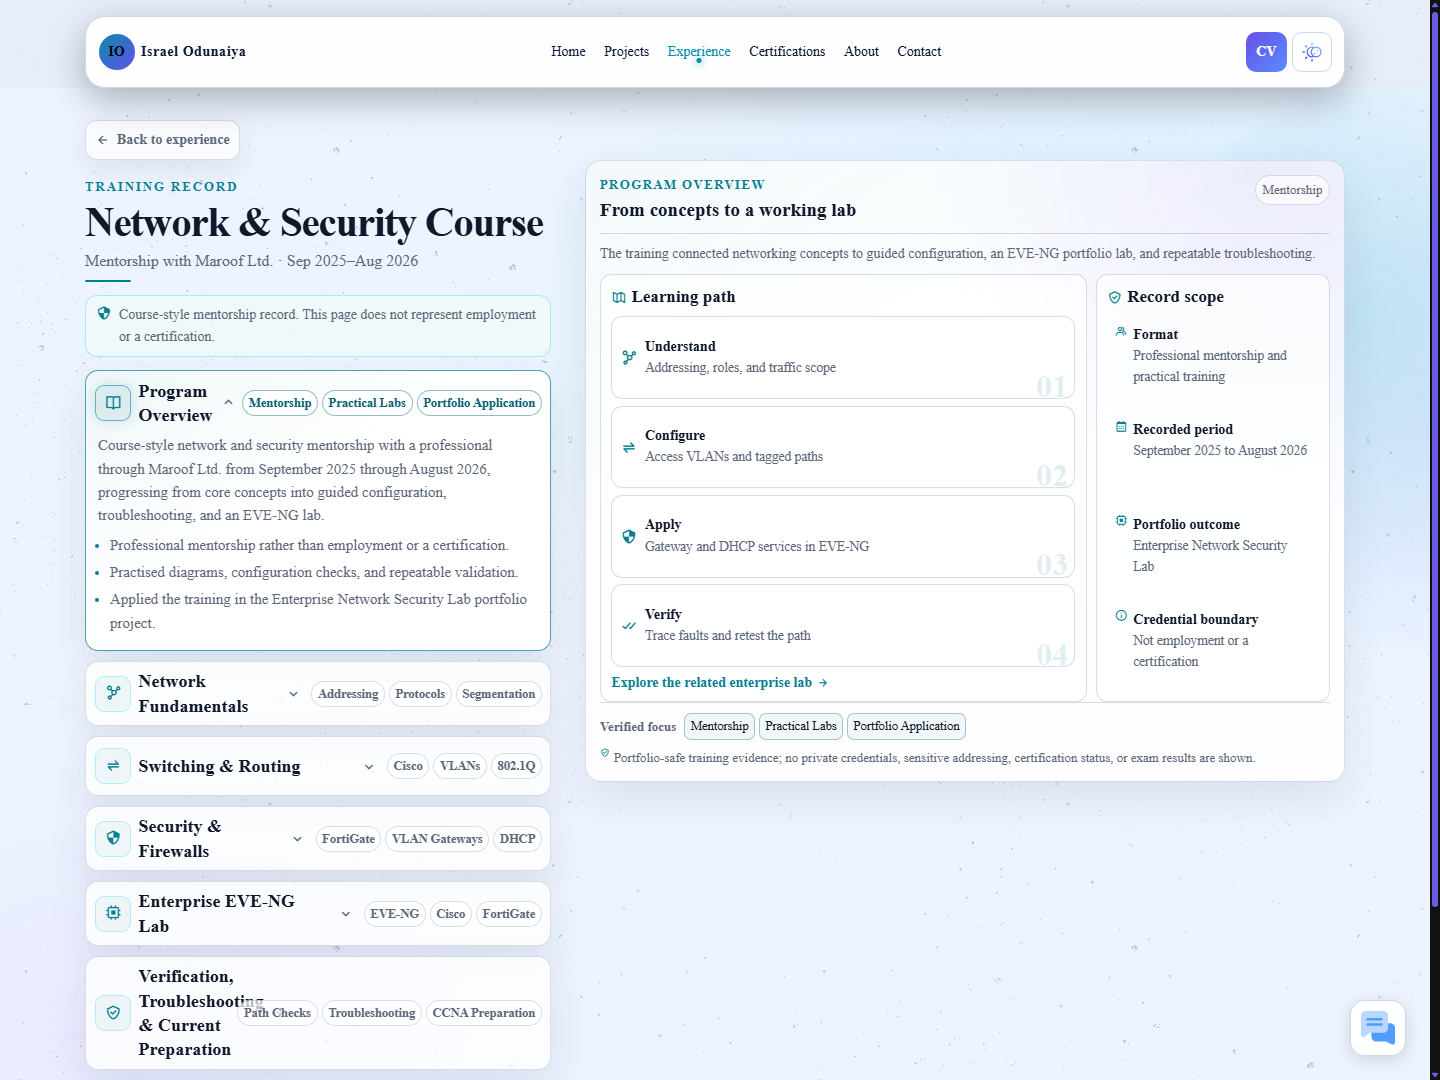 IO Israel Odunaiya
Home Projects Experience Certifications About Contact
CV
Back to experience
TRAINING RECORD
Network & Security Course
Mentorship with Maroof Ltd. · Sep 2025–Aug 2026
Course-style mentorship record. This page does not represent employment
or a certification.
Program
Overview
Mentorship Practical Labs Portfolio Application
Course-style network and security mentorship with a professional
through Maroof Ltd. from September 2025 through August 2026,
progressing from core concepts into guided configuration,
troubleshooting, and an EVE-NG lab.
• Professional mentorship rather than employment or a certification.
• Practised diagrams, configuration checks, and repeatable validation.
• Applied the training in the Enterprise Network Security Lab portfolio
project.
Network
Fundamentals
Addressing Protocols Segmentation
Switching & Routing
Cisco VLANs 802.1Q
Security &
Firewalls
FortiGate VLAN Gateways DHCP
Enterprise EVE-NG
Lab
EVE-NG Cisco FortiGate
Verification,
Troubleshooting
& Current
Preparation
Path Checks Troubleshooting CCNA Preparation
PROGRAM OVERVIEW
From concepts to a working lab
Mentorship
The training connected networking concepts to guided configuration, an EVE-NG portfolio lab, and repeatable troubleshooting.
Learning path
Understand
Addressing, roles, and traffic scope
01
Configure
Access VLANs and tagged paths
02
Apply
Gateway and DHCP services in EVE-NG
03
Verify
Trace faults and retest the path
04
Explore the related enterprise lab
Record scope
Format
Professional mentorship and
practical training
Recorded period
September 2025 to August 2026
Portfolio outcome
Enterprise Network Security
Lab
Credential boundary
Not employment or a
certification
Verified focus Mentorship Practical Labs Portfolio Application
Portfolio-safe training evidence; no private credentials, sensitive addressing, certification status, or exam results are shown.